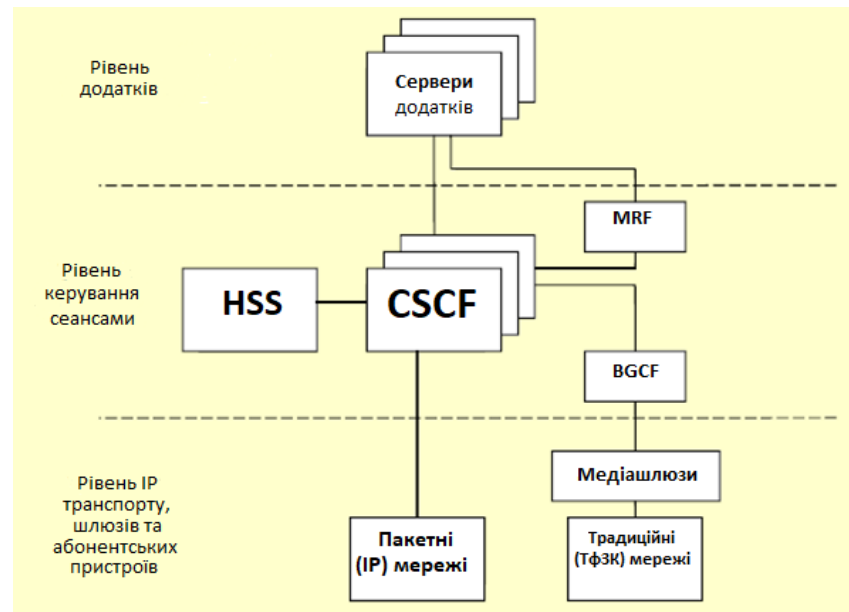 Рівень
додатків
Сервери
додатків
MRF
Рівень
керування
сеансами
HSS
CSCF
BGCF
Рівень IP
транспорту,
шлюзів та
абонентських
пристроїв
Медіашлюзи
Пакетні
(IP) мережі
Традиційні
(ТфЗК) мережі